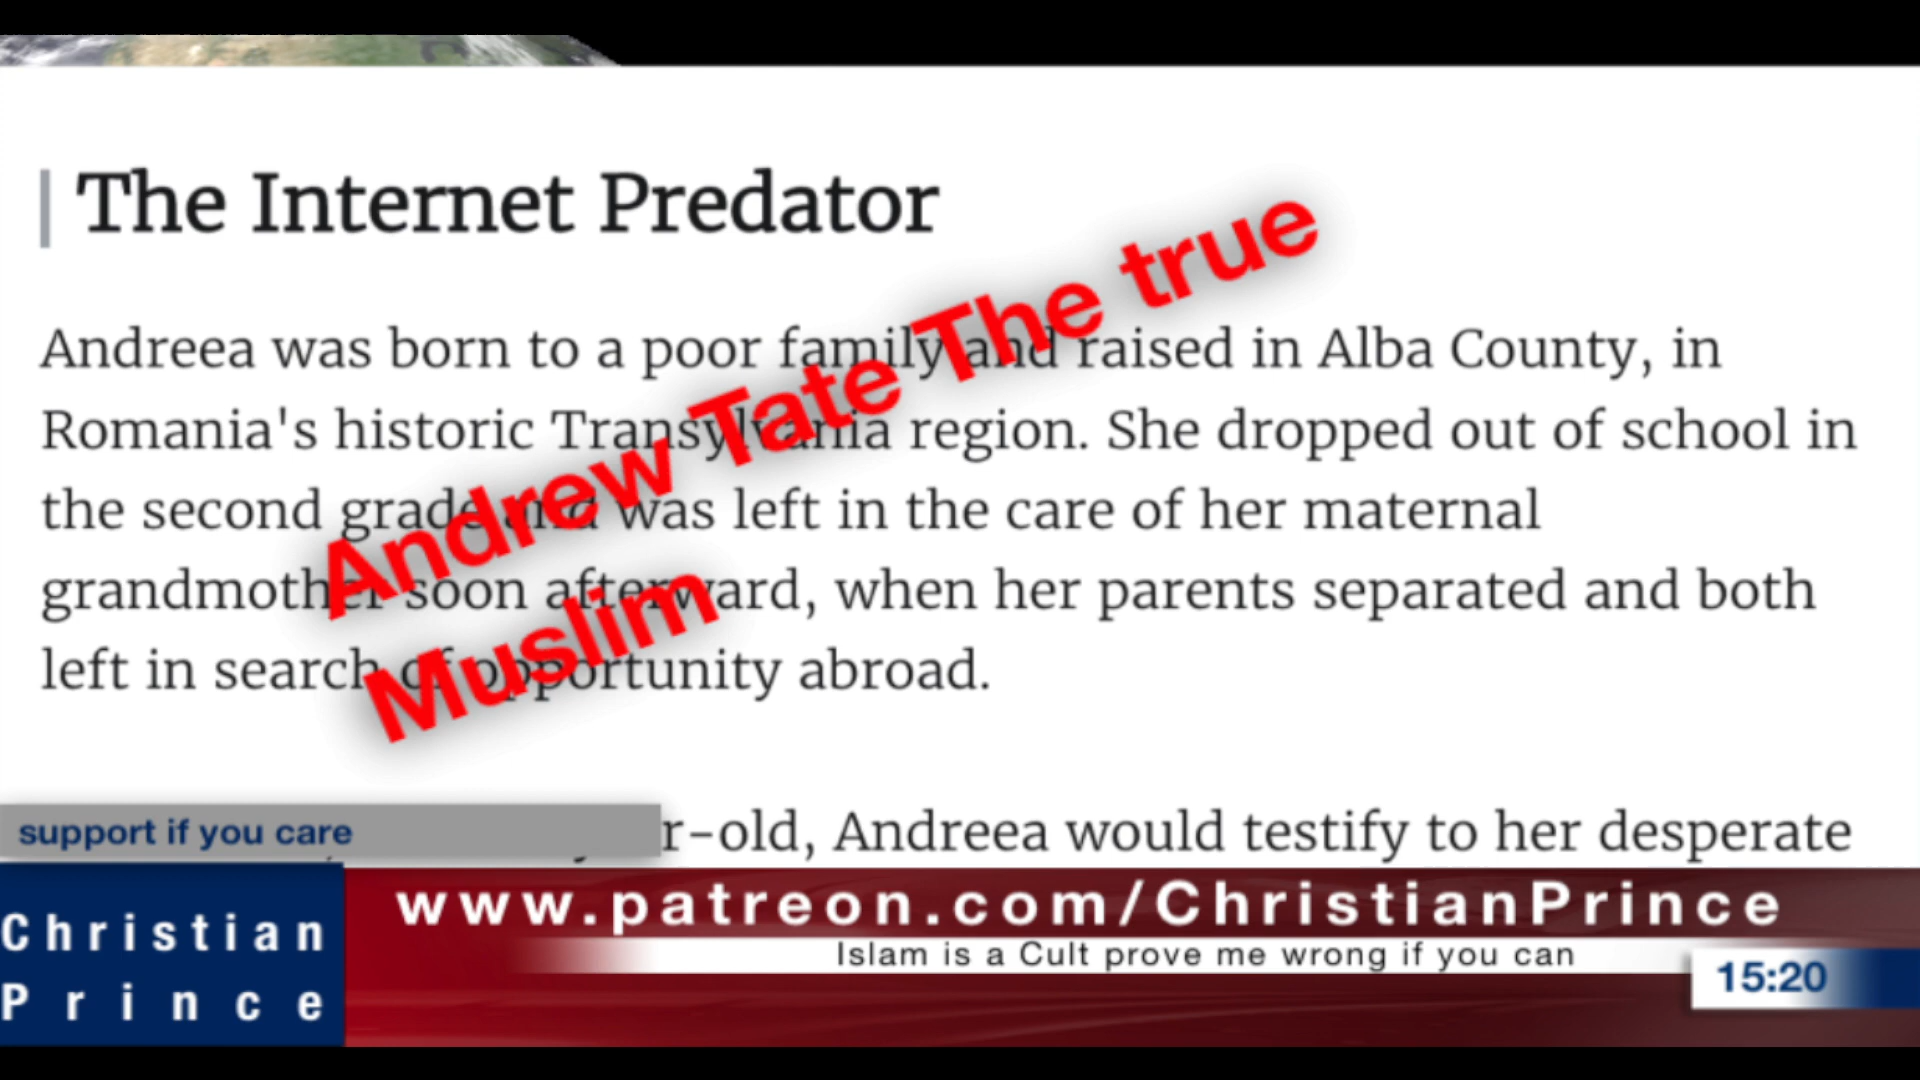 The Internet Predator
Andreea was born to a poor family and raised in Alba County, in
Romania's historic Transylvania region. She dropped out of school in
the second grade and was left in the care of her maternal
grandmother soon afterward, when her parents separated and both
left in search of opportunity abroad.
Andrew Tate The true
Muslim
r-old, Andreea would testify to her desperate
support if you care
Christian
Prince
www.patreon.com/ChristianPrince
Islam is a Cult prove me wrong if you can
15:20